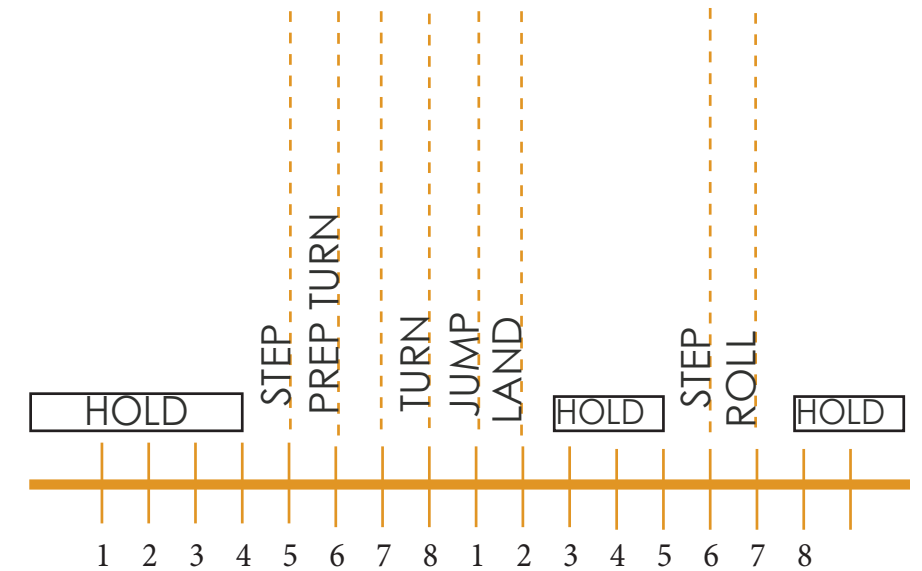 HOLD
STEP
PREP TURN
TURN
JUMP
LAND
HOLD
STEP
ROLL
HOLD
1 2 3 4 5 6 7 8 1 2 3 4 5 6 7 8